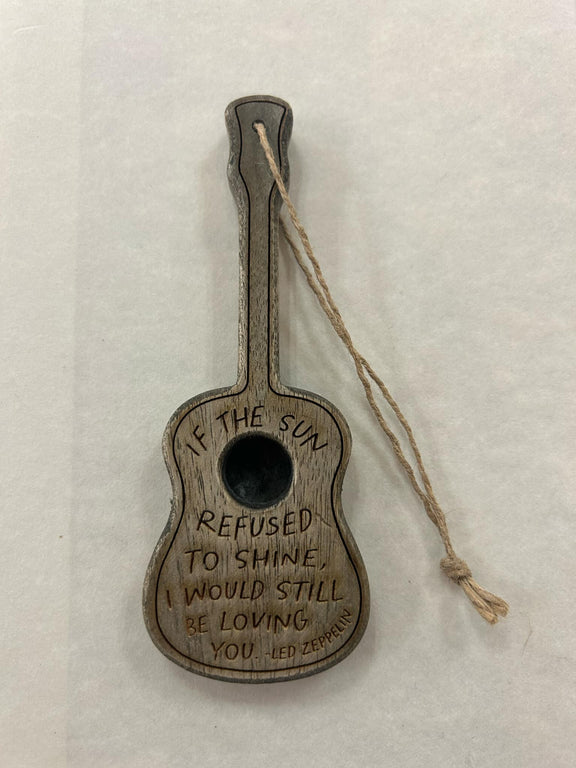 IF THE SUN
REFUSED
TO SHINE,
I WOULD STILL
BE LOVING
YOU. -LED ZEPPELIN